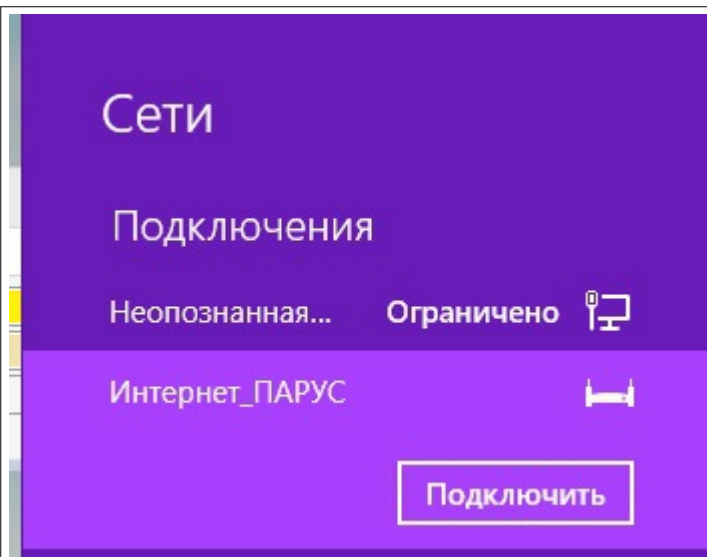 Сети
Подключения
Неопознанная... Ограничено
Интернет_ПАРУС
Подключить